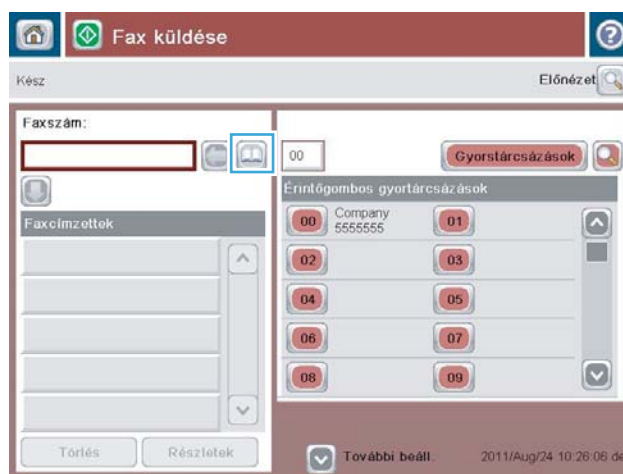 Fax küldése
Kész
Előnézet
Faxszám:
00
Gyorstárcsázások
Érintőgombos gyortárcsázások
Faxcímzettek
00 Company 5555555
01
02
03
04
05
06
07
08
09
Törlés
Részletek
További beáll.
2011/Aug/24 10:26:06 de